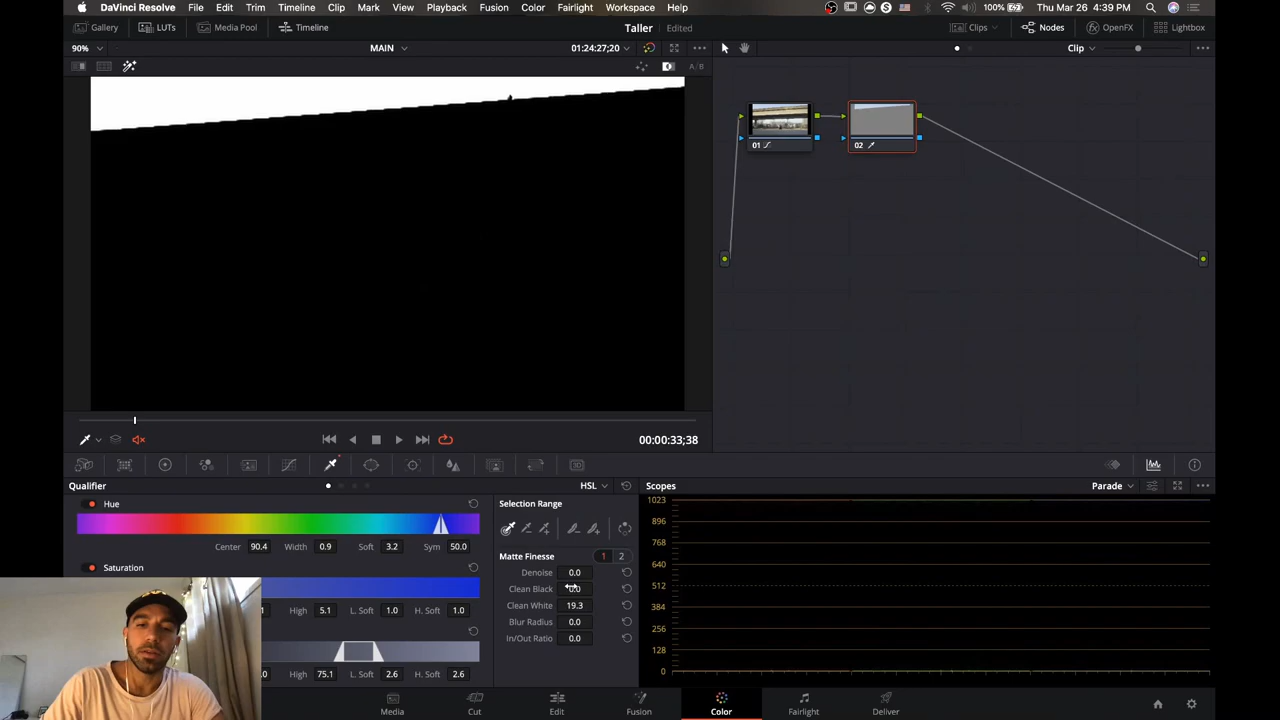 DaVinci Resolve File Edit Trim Timeline Clip Mark View Playback Fusion Color Fairlight Workspace Help 100% Thu Mar 26 4:39 PM
Gallery LUTs Media Pool Timeline Taller Edited Clips Nodes OpenFX Lightbox
90% MAIN 01:24:27;20 Clip
A/B
01 02
00:00:33;38
Qualifier HSL Scopes Parade
Hue
Center 90.4 Width 0.9 Soft 3.2 Sym 50.0
Saturation
High 5.1 L. Soft 1.0 H. Soft 1.0
High 75.1 L. Soft 2.6 H. Soft 2.6
Selection Range
Matte Finesse 1 2
Denoise 0.0
Clean Black 0.0
Clean White 19.3
Blur Radius 0.0
In/Out Ratio 0.0
1023
896
768
640
512
384
256
128
0
Media Cut Edit Fusion Color Fairlight Deliver